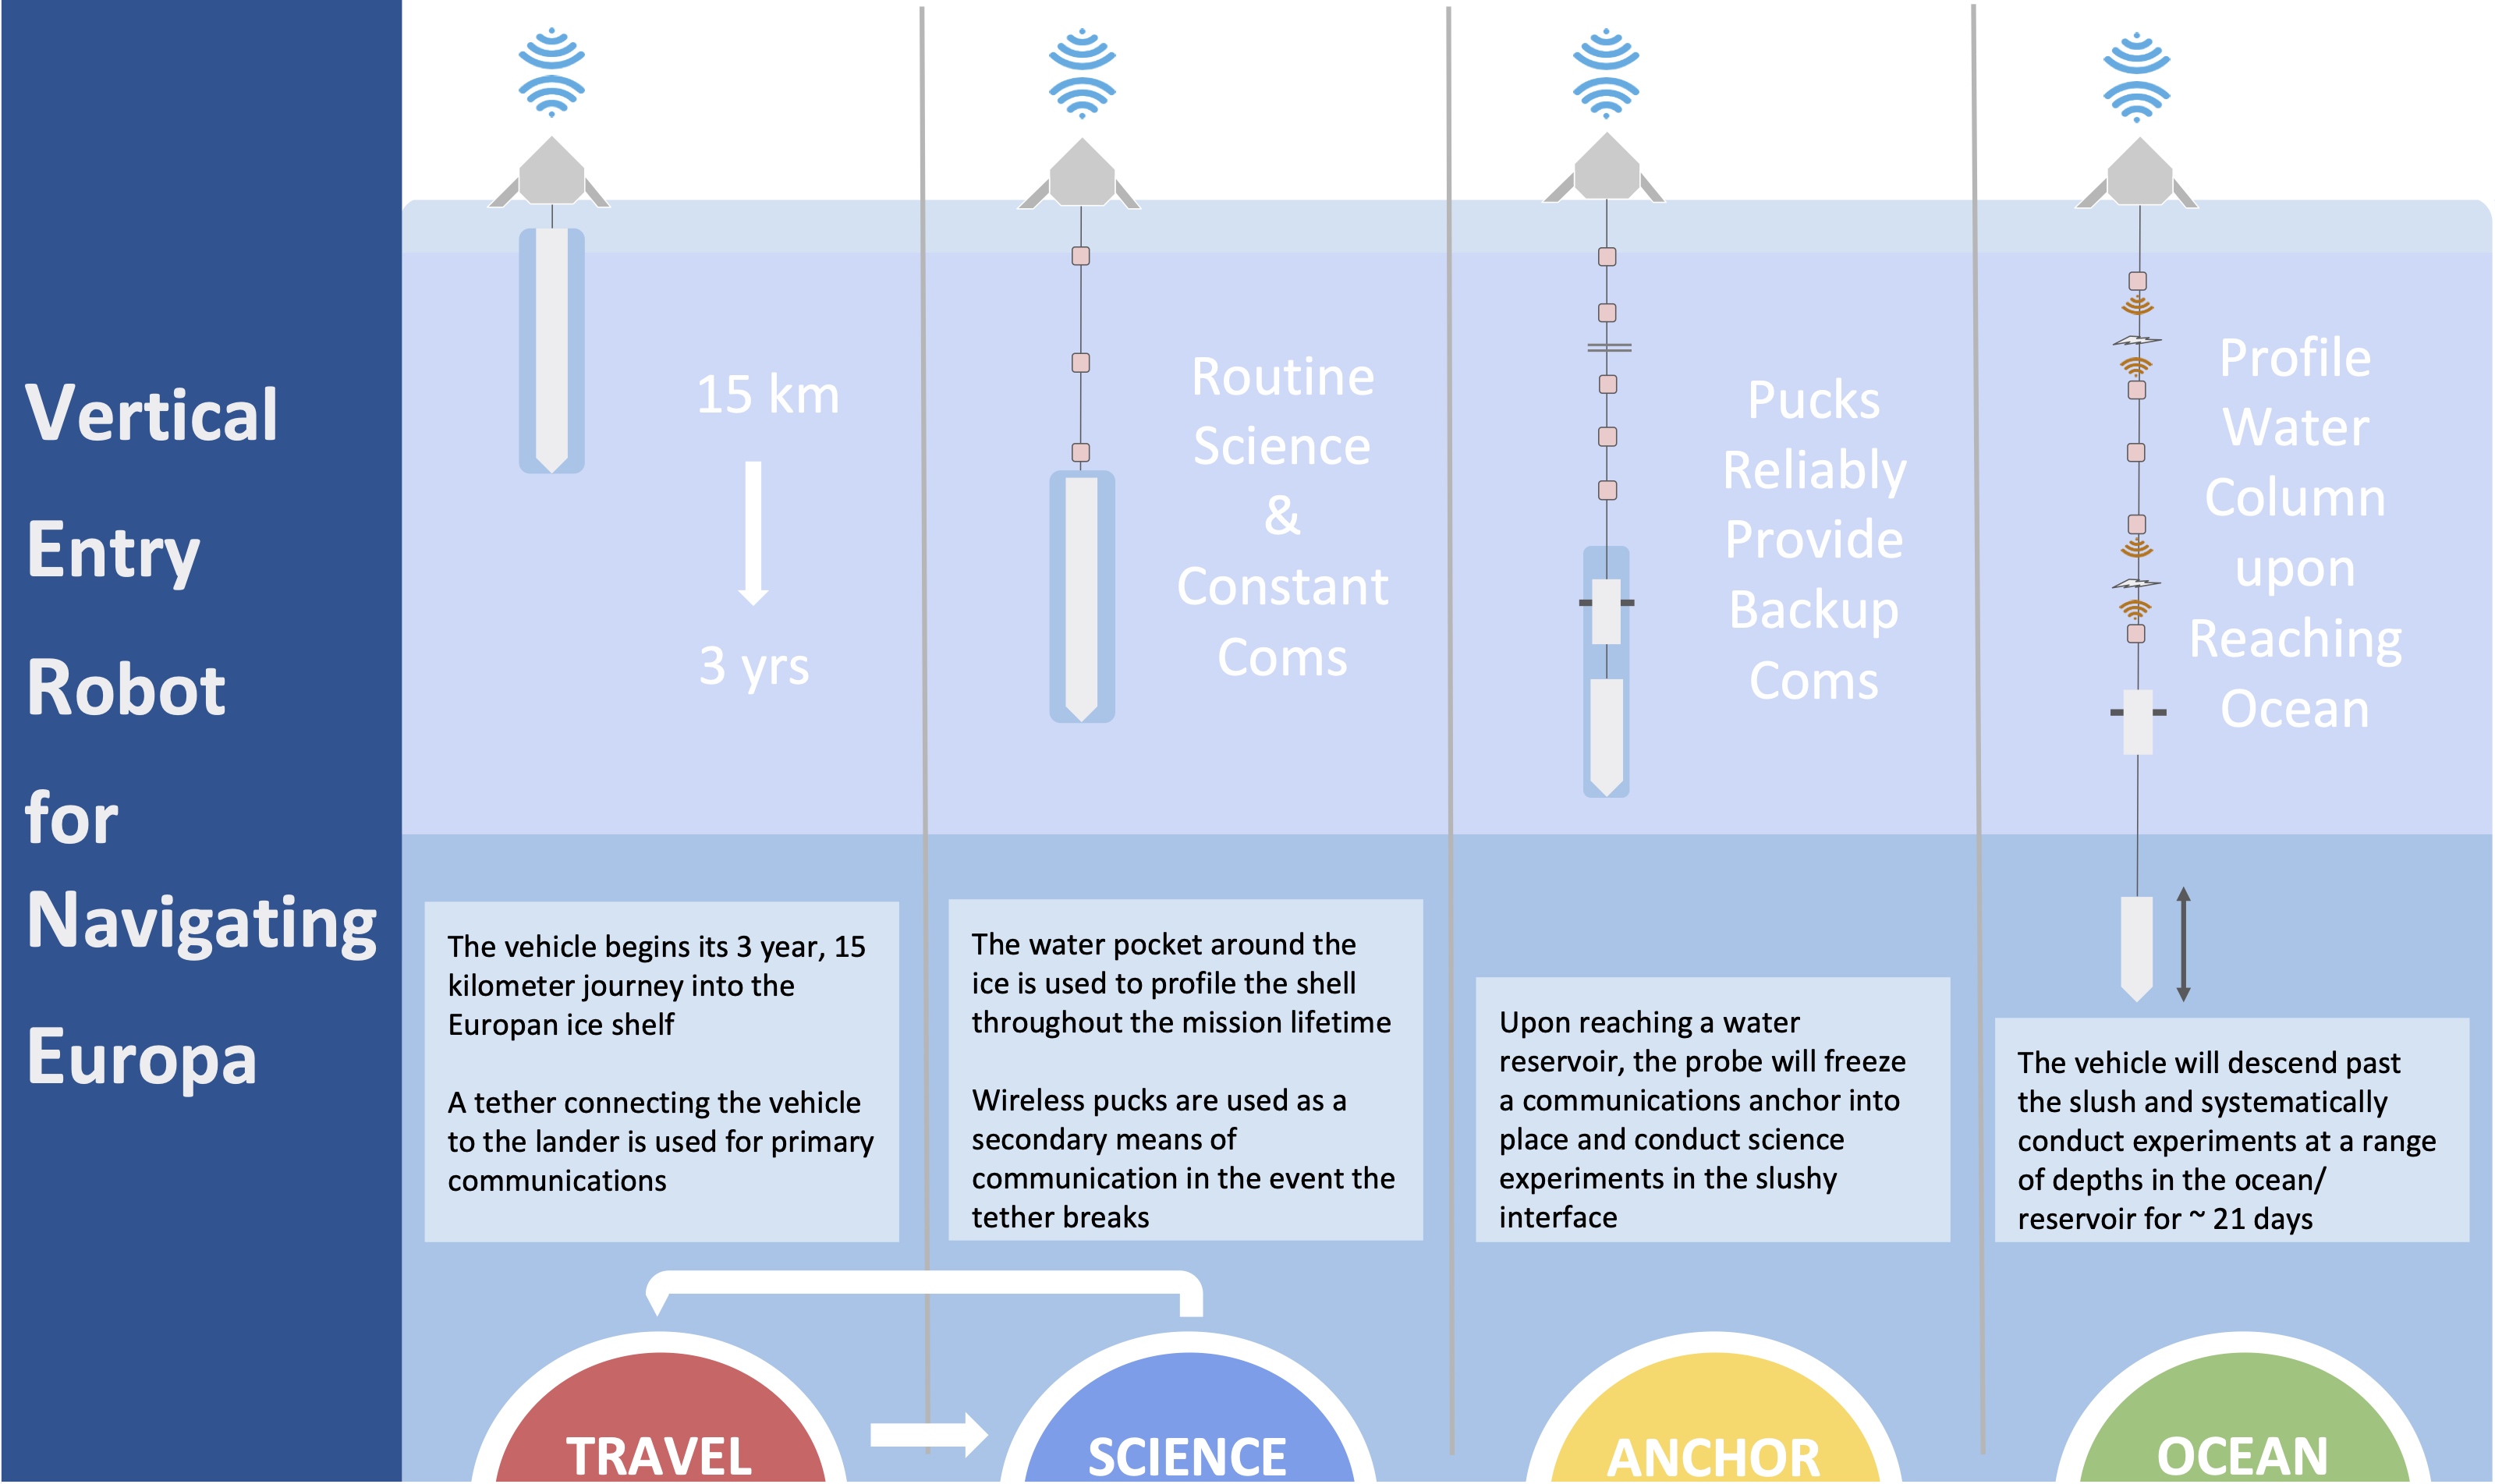 Vertical
Entry
Robot
for
Navigating
Europa
15 km
3 yrs
The vehicle begins its 3 year, 15
kilometer journey into the
Europan ice shelf
A tether connecting the vehicle
to the lander is used for primary
communications
TRAVEL
Routine
Science
&
Constant
Coms
The water pocket around the
ice is used to profile the shell
throughout the mission lifetime
Wireless pucks are used as a
secondary means of
communication in the event the
tether breaks
SCIENCE
Pucks
Reliably
Provide
Backup
Coms
Upon reaching a water
reservoir, the probe will freeze
a communications anchor into
place and conduct science
experiments in the slushy
interface
ANCHOR
Profile
Water
Column
upon
Reaching
Ocean
The vehicle will descend past
the slush and systematically
conduct experiments at a range
of depths in the ocean/
reservoir for ~ 21 days
OCEAN